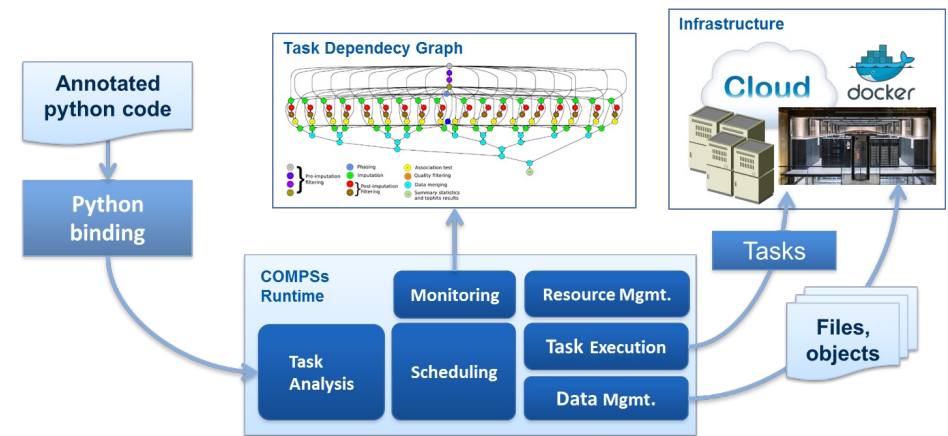 Annotated
python code
Python
binding
Task Dependecy Graph
Pre-imputation
filtering
Phasing
Imputation
Post-imputation
Filtering
Association test
Quality filtering
Data merging
Summary statistics
and tophits results
Infrastructure
Cloud
docker
COMPSs
Runtime
Monitoring
Resource Mgmt.
Task
Analysis
Scheduling
Task Execution
Data Mgmt.
Tasks
Files,
objects